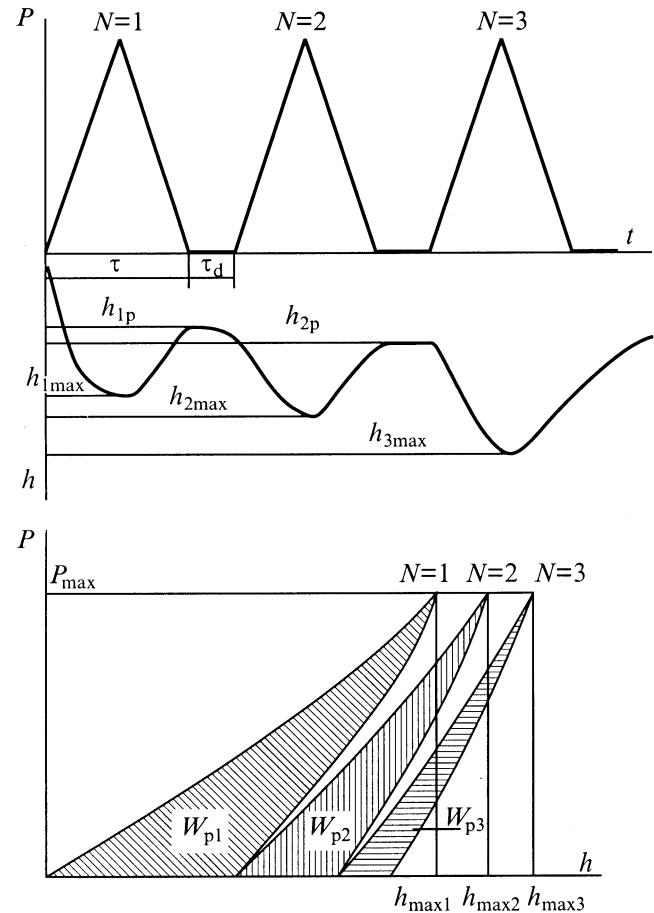 P N=1 N=2 N=3
t
τ τd
h1p h2p
h1max
h2max
h3max
h
P
Pmax N=1 N=2 N=3
Wp1 Wp2 Wp3
h
hmax1 hmax2 hmax3